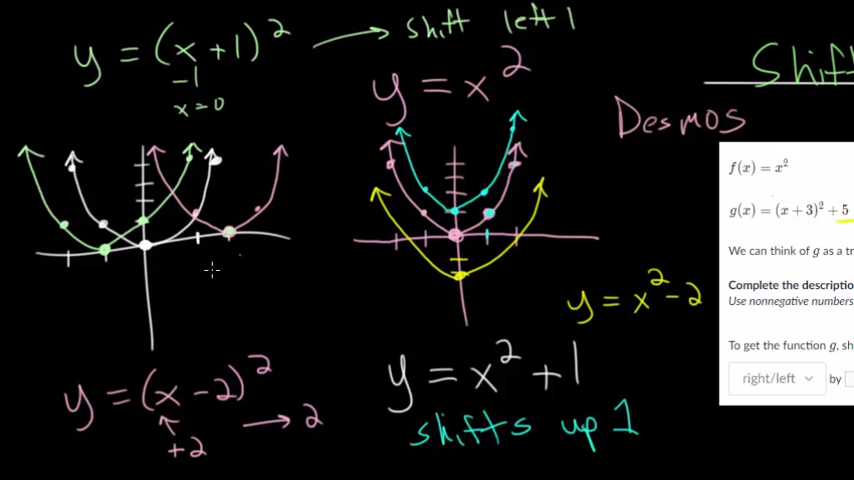 y = (x + 1)² → shift left 1
-1
x = 0
y = x²
Shif
Desmos
f(x) = x²
g(x) = (x + 3)² + 5
We can think of g as a tr
Complete the descriptio
Use nonnegative numbers
To get the function g, sh
right/left by
y = x² - 2
y = x² + 1
shifts up 1
y = (x - 2)²
+2
→ 2